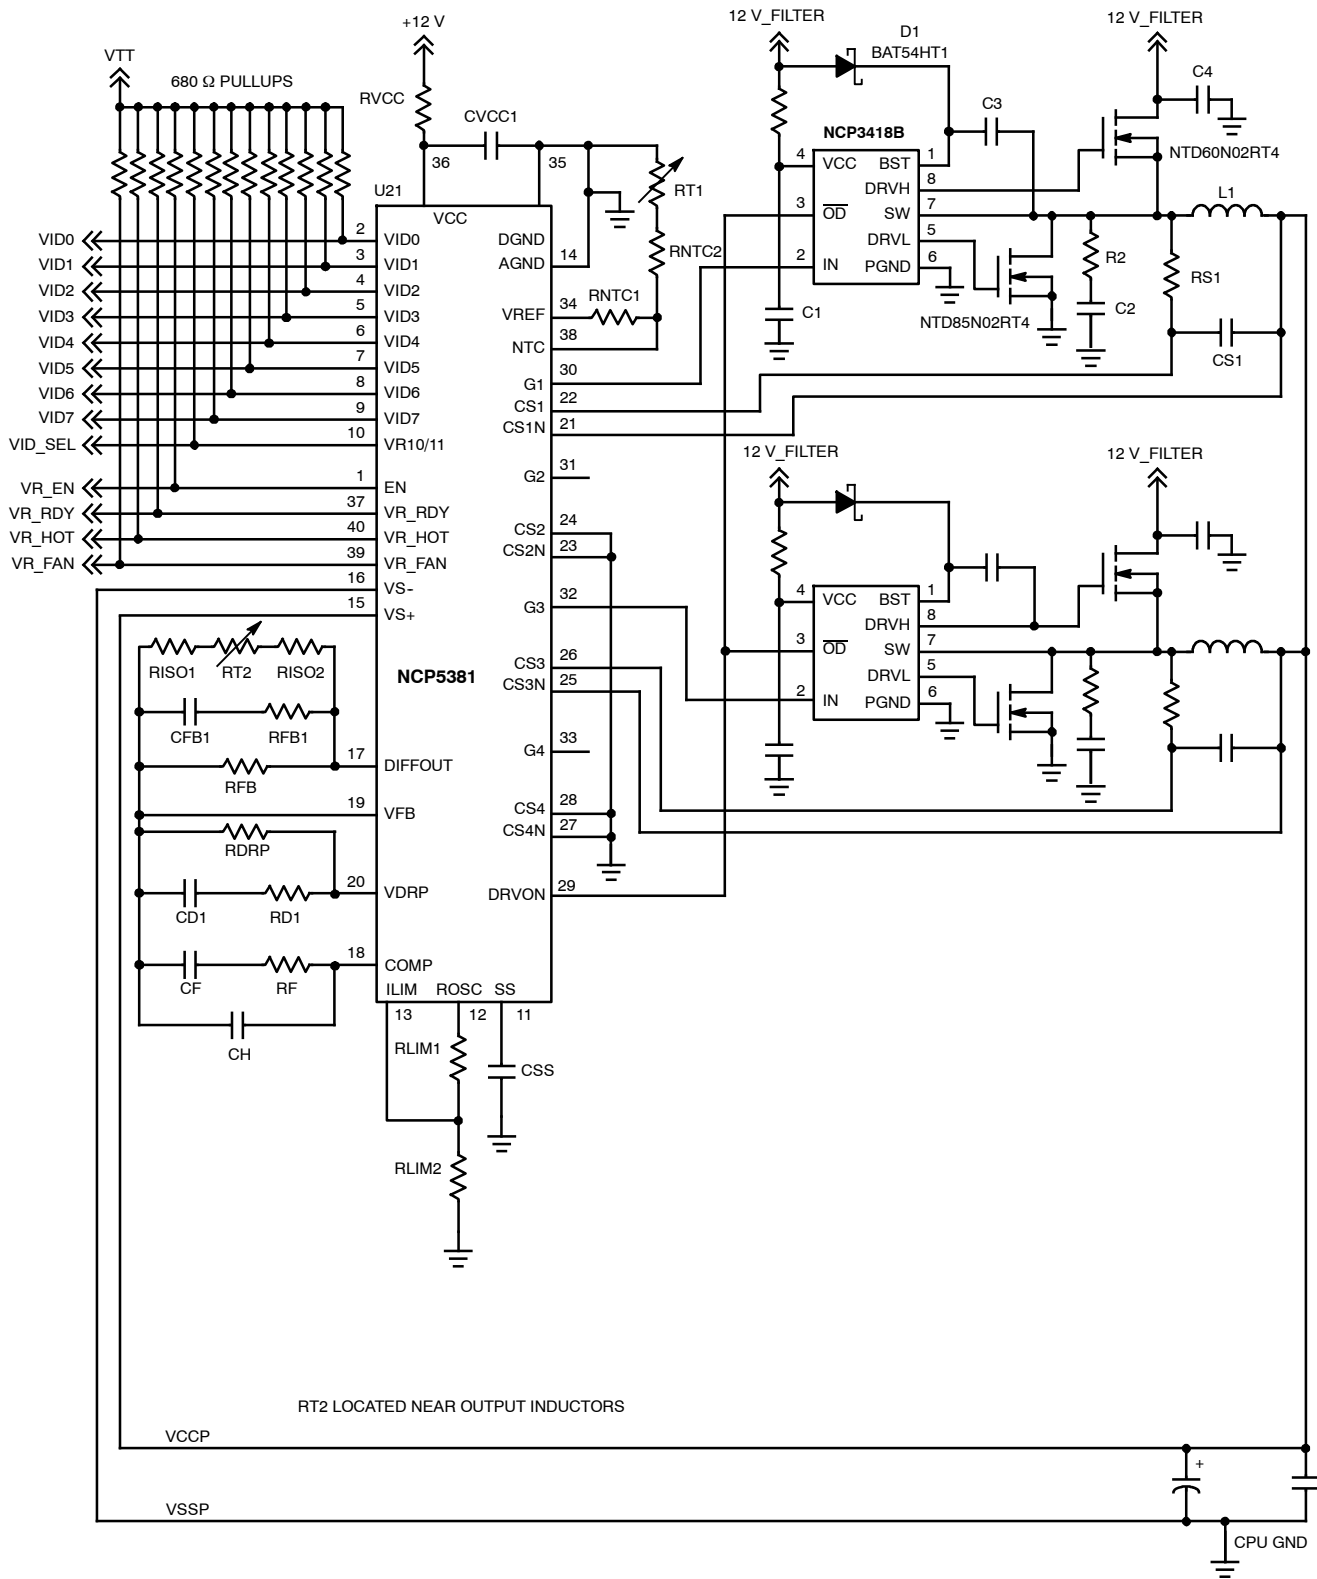 +12 V
12 V_FILTER
D1
BAT54HT1
12 V_FILTER
VTT
680 Ω PULLUPS
RVCC
CVCC1
C3
C4
36
35
NCP3418B
NTD60N02RT4
U21
VCC
RT1
4
VCC
BST
1
DRVH
8
3
OD
SW
7
L1
DRVL
5
2
IN
PGND
6
R2
RS1
C1
NTD85N02RT4
C2
CS1
VID0
2
VID0
DGND
VID1
3
VID1
AGND
14
RNTC2
VID2
4
VID2
RNTC1
VID3
5
VID3
VREF
34
VID4
6
VID4
NTC
38
VID5
7
VID5
G1
30
VID6
8
VID6
CS1
22
VID7
9
VID7
CS1N
21
VID_SEL
10
VR10/11
12 V_FILTER
12 V_FILTER
G2
31
VR_EN
1
EN
VR_RDY
37
VR_RDY
CS2
24
VR_HOT
40
VR_HOT
CS2N
23
VR_FAN
39
VR_FAN
16
VS-
15
VS+
G3
32
4
VCC
BST
1
DRVH
8
3
OD
SW
7
DRVL
5
2
IN
PGND
6
RISO1
RT2
RISO2
NCP5381
CS3
26
CS3N
25
CFB1
RFB1
G4
33
17
DIFFOUT
RFB
19
VFB
CS4
28
CS4N
27
RDRP
20
VDRP
DRVON
29
CD1
RD1
18
COMP
CF
RF
ILIM
ROSC
SS
13
12
11
CH
RLIM1
CSS
RLIM2
RT2 LOCATED NEAR OUTPUT INDUCTORS
VCCP
+
VSSP
CPU GND